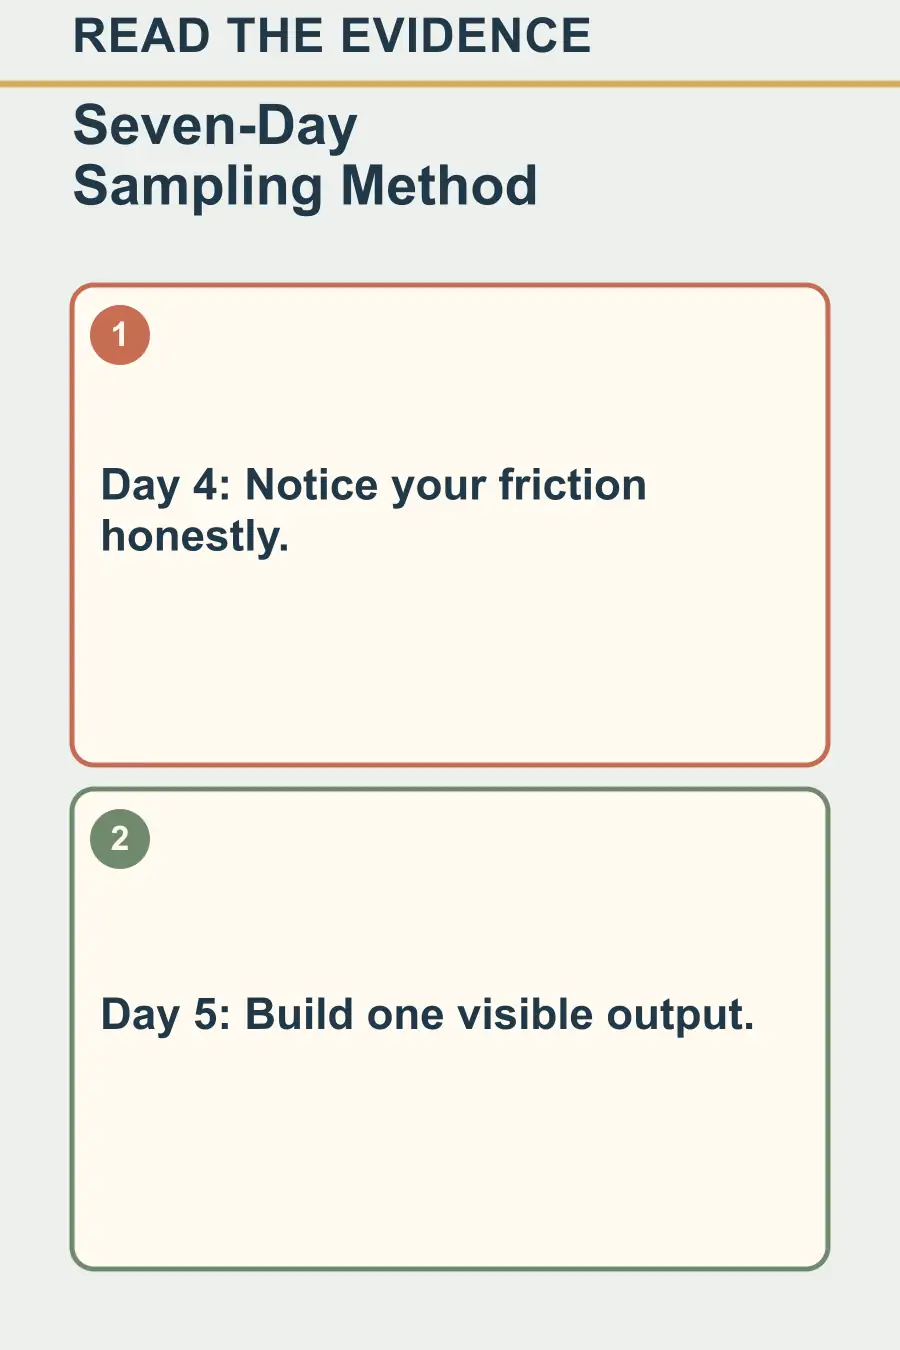 READ THE EVIDENCE
Seven-Day
Sampling Method
1
Day 4: Notice your friction
honestly.
2
Day 5: Build one visible output.